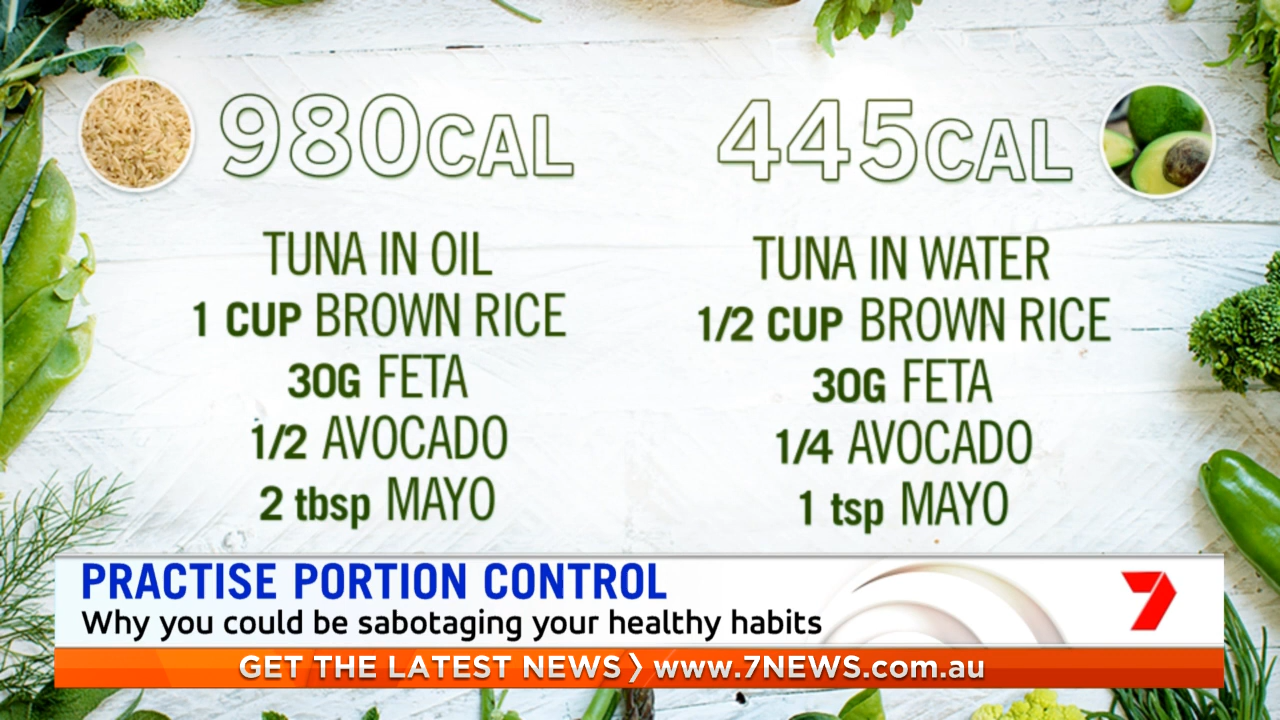 980CAL
TUNA IN OIL
1 CUP BROWN RICE
30G FETA
1/2 AVOCADO
2 tbsp MAYO
445CAL
TUNA IN WATER
1/2 CUP BROWN RICE
30G FETA
1/4 AVOCADO
1 tsp MAYO
PRACTISE PORTION CONTROL
Why you could be sabotaging your healthy habits
7
GET THE LATEST NEWS › www.7NEWS.com.au